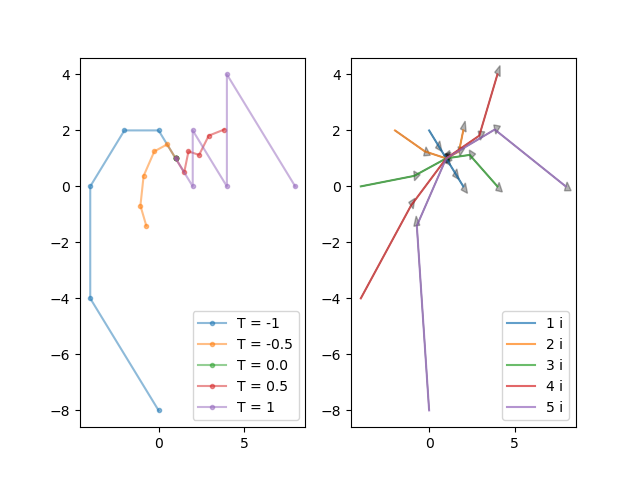 4
2
0
−2
−4
−6
−8
0
5
T = -1
T = -0.5
T = 0.0
T = 0.5
T = 1
4
2
0
−2
−4
−6
−8
0
5
1 i
2 i
3 i
4 i
5 i